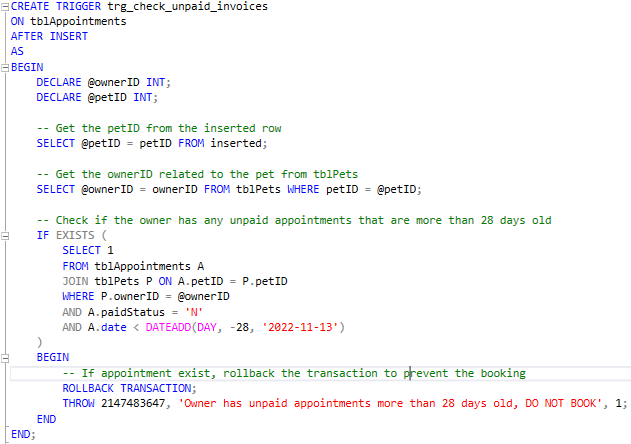 CREATE TRIGGER trg_check_unpaid_invoices
ON tblAppointments
AFTER INSERT
AS
BEGIN
    DECLARE @ownerID INT;
    DECLARE @petID INT;

    -- Get the petID from the inserted row
    SELECT @petID = petID FROM inserted;

    -- Get the ownerID related to the pet from tblPets
    SELECT @ownerID = ownerID FROM tblPets WHERE petID = @petID;

    -- Check if the owner has any unpaid appointments that are more than 28 days old
    IF EXISTS (
        SELECT 1
        FROM tblAppointments A
        JOIN tblPets P ON A.petID = P.petID
        WHERE P.ownerID = @ownerID
        AND A.paidStatus = 'N'
        AND A.date < DATEADD(DAY, -28, '2022-11-13')
    )
    BEGIN
        -- If appointment exist, rollback the transaction to prevent the booking
        ROLLBACK TRANSACTION;
        THROW 2147483647, 'Owner has unpaid appointments more than 28 days old, DO NOT BOOK', 1;
    END
END;